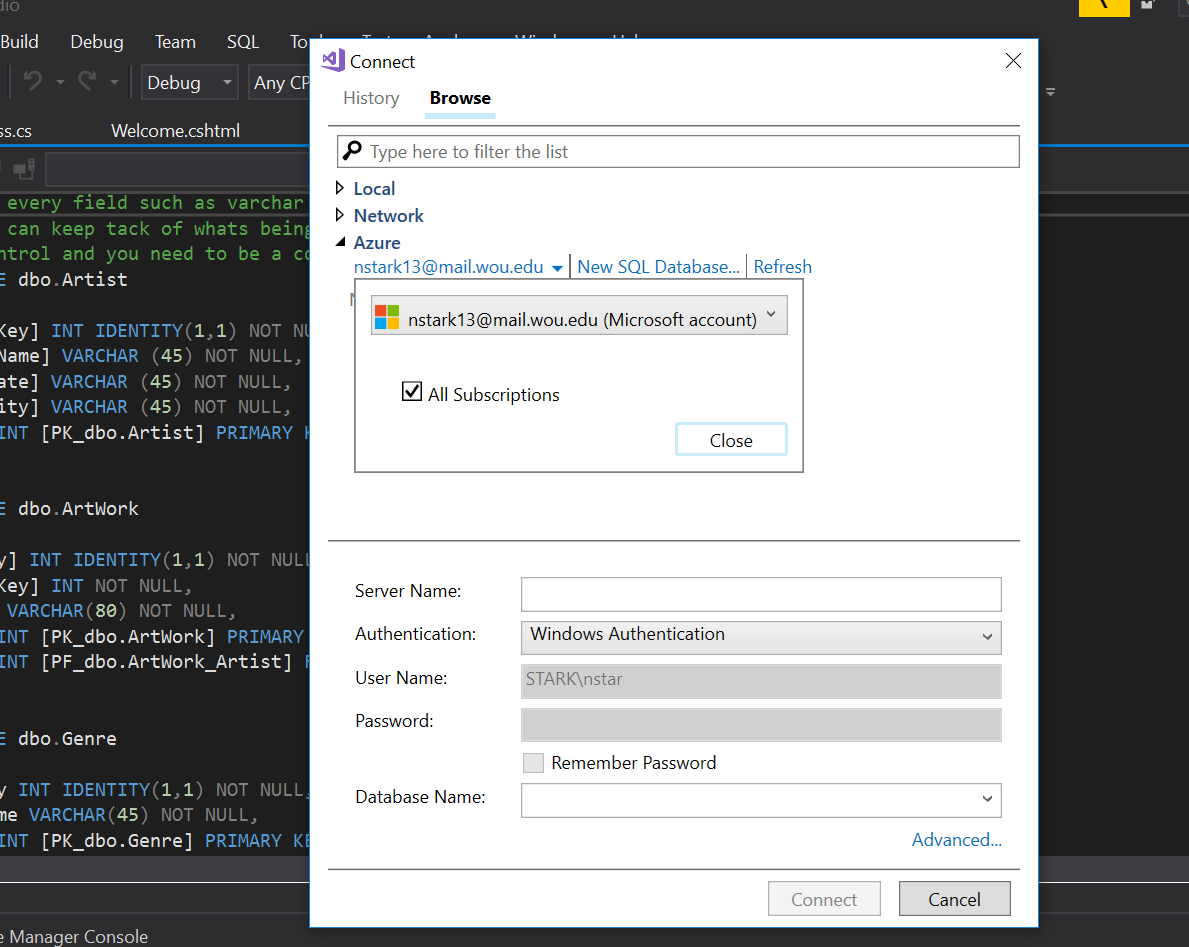 dio
Build Debug Team SQL
Debug Any CP
ss.cs Welcome.cshtml
every field such as varchar
can keep tack of whats being
ntrol and you need to be a co
E dbo.Artist
Key] INT IDENTITY(1,1) NOT NU
Name] VARCHAR (45) NOT NULL,
ate] VARCHAR (45) NOT NULL,
ity] VARCHAR (45) NOT NULL,
INT [PK_dbo.Artist] PRIMARY K
E dbo.ArtWork
y] INT IDENTITY(1,1) NOT NULL
Key] INT NOT NULL,
VARCHAR(80) NOT NULL,
INT [PK_dbo.ArtWork] PRIMARY
INT [PF_dbo.ArtWork_Artist] F
E dbo.Genre
y INT IDENTITY(1,1) NOT NULL,
me VARCHAR(45) NOT NULL,
INT [PK_dbo.Genre] PRIMARY KE
e Manager Console
Connect
History Browse
Type here to filter the list
Local
Network
Azure
nstark13@mail.wou.edu New SQL Database... Refresh
nstark13@mail.wou.edu (Microsoft account)
All Subscriptions
Close
Server Name:
Authentication: Windows Authentication
User Name: STARK\nstar
Password:
Remember Password
Database Name:
Advanced...
Connect Cancel